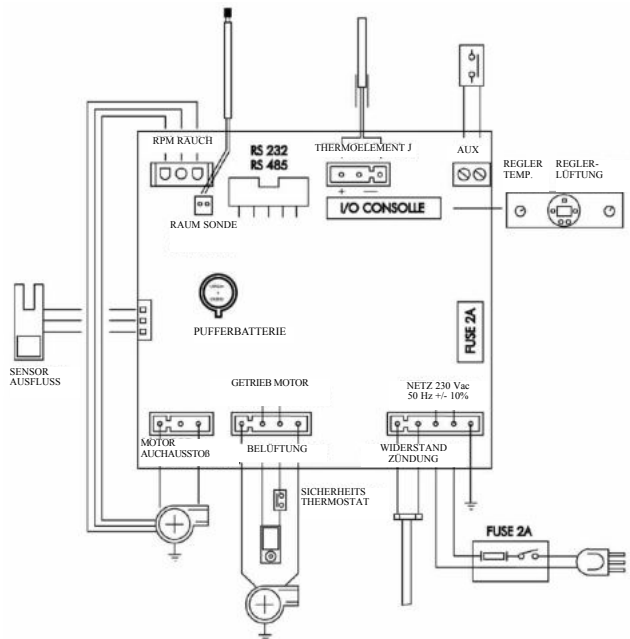 RPM RAUCH
RS 232
RS 485
THERMOELEMENT J
AUX
REGLER
TEMP.
REGLER-
LÜFTUNG
+ —
I/O CONSOLLE
RAUM SONDE
PUFFERBATTERIE
FUSE 2A
SENSOR
AUSFLUSS
GETRIEB MOTOR
NETZ 230 Vac
50 Hz +/- 10%
MOTOR
AUCHAUSSTOß
BELÜFTUNG
WIDERSTAND
ZÜNDUNG
SICHERHEITS
THERMOSTAT
FUSE 2A